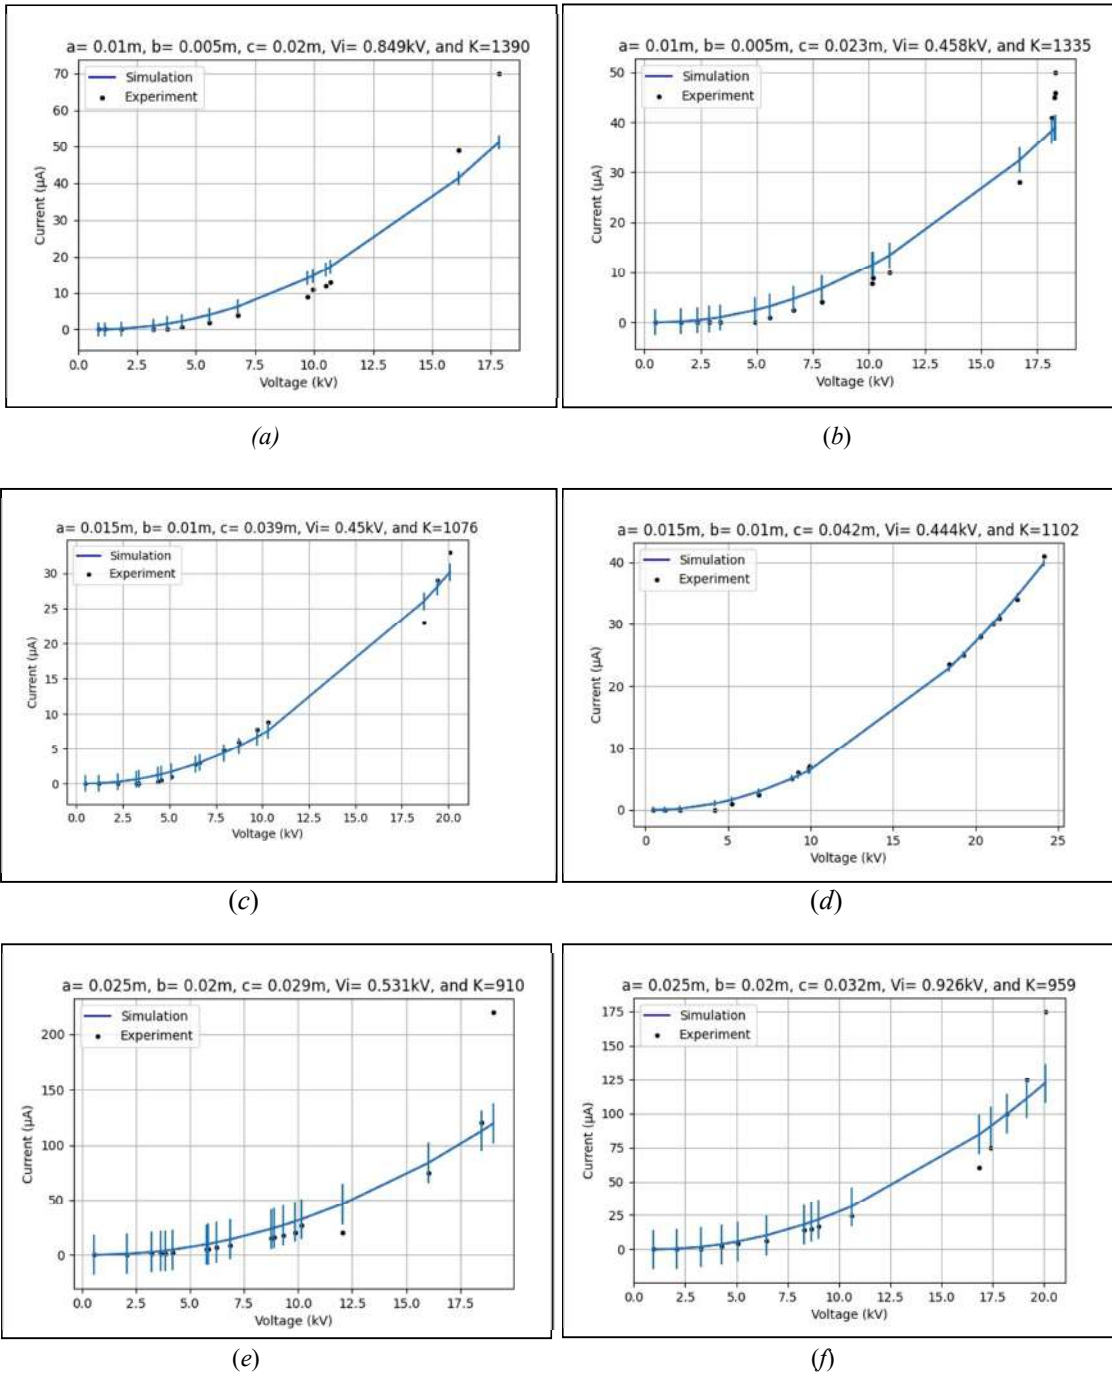 a= 0.01m, b= 0.005m, c= 0.02m, Vi= 0.849kV, and K=1390
Simulation
Experiment
Current (µA)
70
60
50
40
30
20
10
0
0.0 2.5 5.0 7.5 10.0 12.5 15.0 17.5
Voltage (kV)
(a)
a= 0.01m, b= 0.005m, c= 0.023m, Vi= 0.458kV, and K=1335
Simulation
Experiment
Current (µA)
50
40
30
20
10
0
0.0 2.5 5.0 7.5 10.0 12.5 15.0 17.5
Voltage (kV)
(b)
a= 0.015m, b= 0.01m, c= 0.039m, Vi= 0.45kV, and K=1076
Simulation
Experiment
Current (µA)
30
25
20
15
10
5
0
0.0 2.5 5.0 7.5 10.0 12.5 15.0 17.5 20.0
Voltage (kV)
(c)
a= 0.015m, b= 0.01m, c= 0.042m, Vi= 0.444kV, and K=1102
Simulation
Experiment
Current (µA)
40
30
20
10
0
0 5 10 15 20 25
Voltage (kV)
(d)
a= 0.025m, b= 0.02m, c= 0.029m, Vi= 0.531kV, and K=910
Simulation
Experiment
Current (µA)
200
150
100
50
0
0.0 2.5 5.0 7.5 10.0 12.5 15.0 17.5
Voltage (kV)
(e)
a= 0.025m, b= 0.02m, c= 0.032m, Vi= 0.926kV, and K=959
Simulation
Experiment
Current (µA)
175
150
125
100
75
50
25
0
0.0 2.5 5.0 7.5 10.0 12.5 15.0 17.5 20.0
Voltage (kV)
(f)